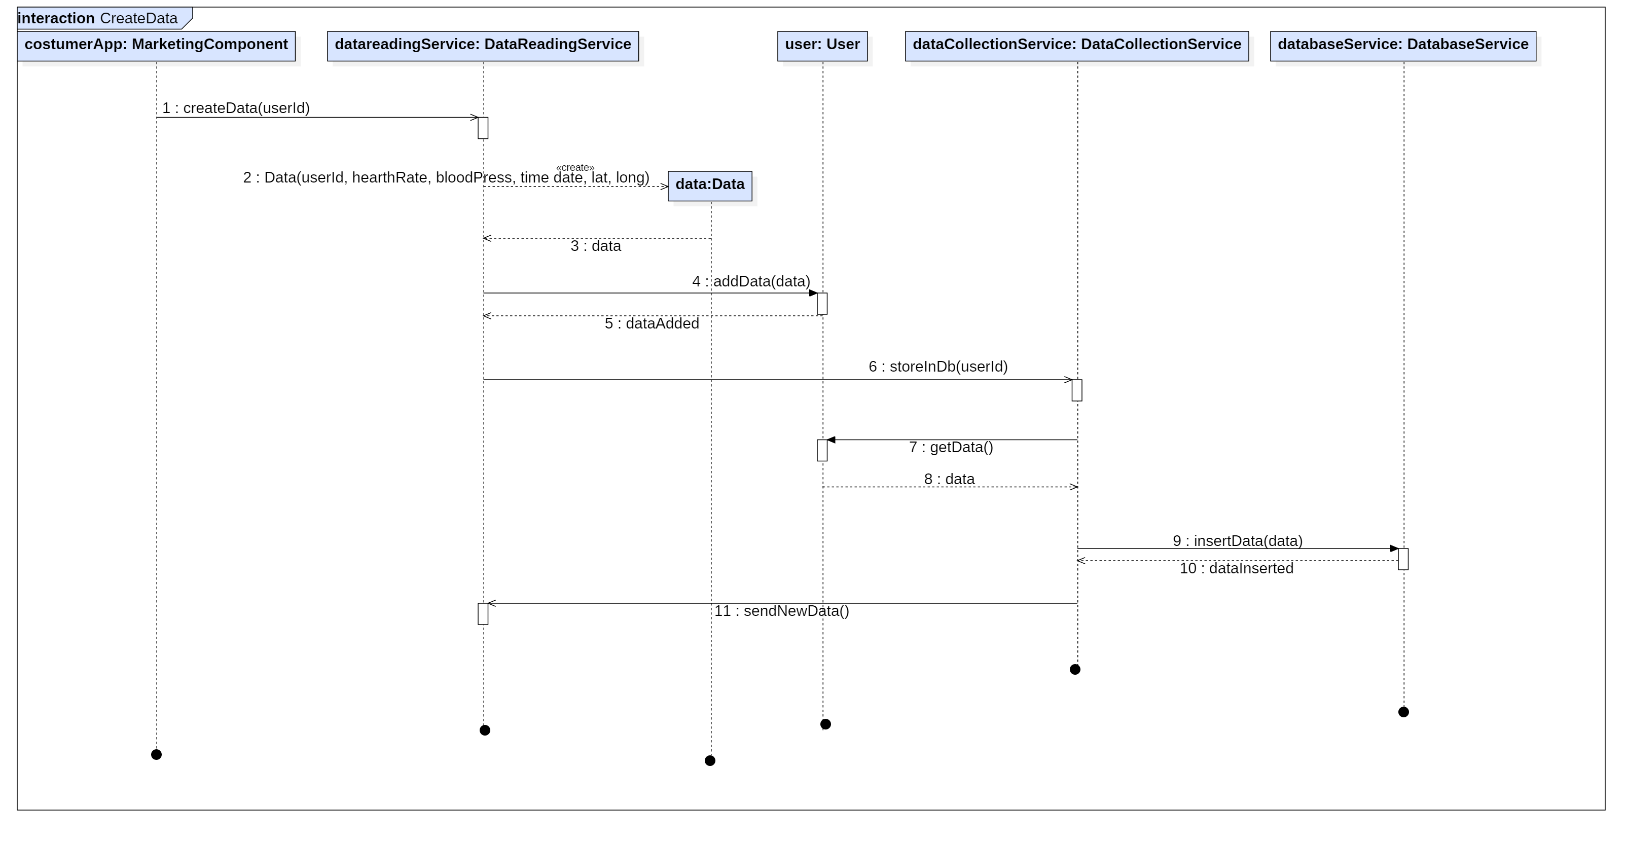 interaction CreateData
costumerApp: MarketingComponent
datareadingService: DataReadingService
user: User
dataCollectionService: DataCollectionService
databaseService: DatabaseService
1 : createData(userId)
«create»
2 : Data(userId, hearthRate, bloodPress, time date, lat, long)
data:Data
3 : data
4 : addData(data)
5 : dataAdded
6 : storeInDb(userId)
7 : getData()
8 : data
9 : insertData(data)
10 : dataInserted
11 : sendNewData()